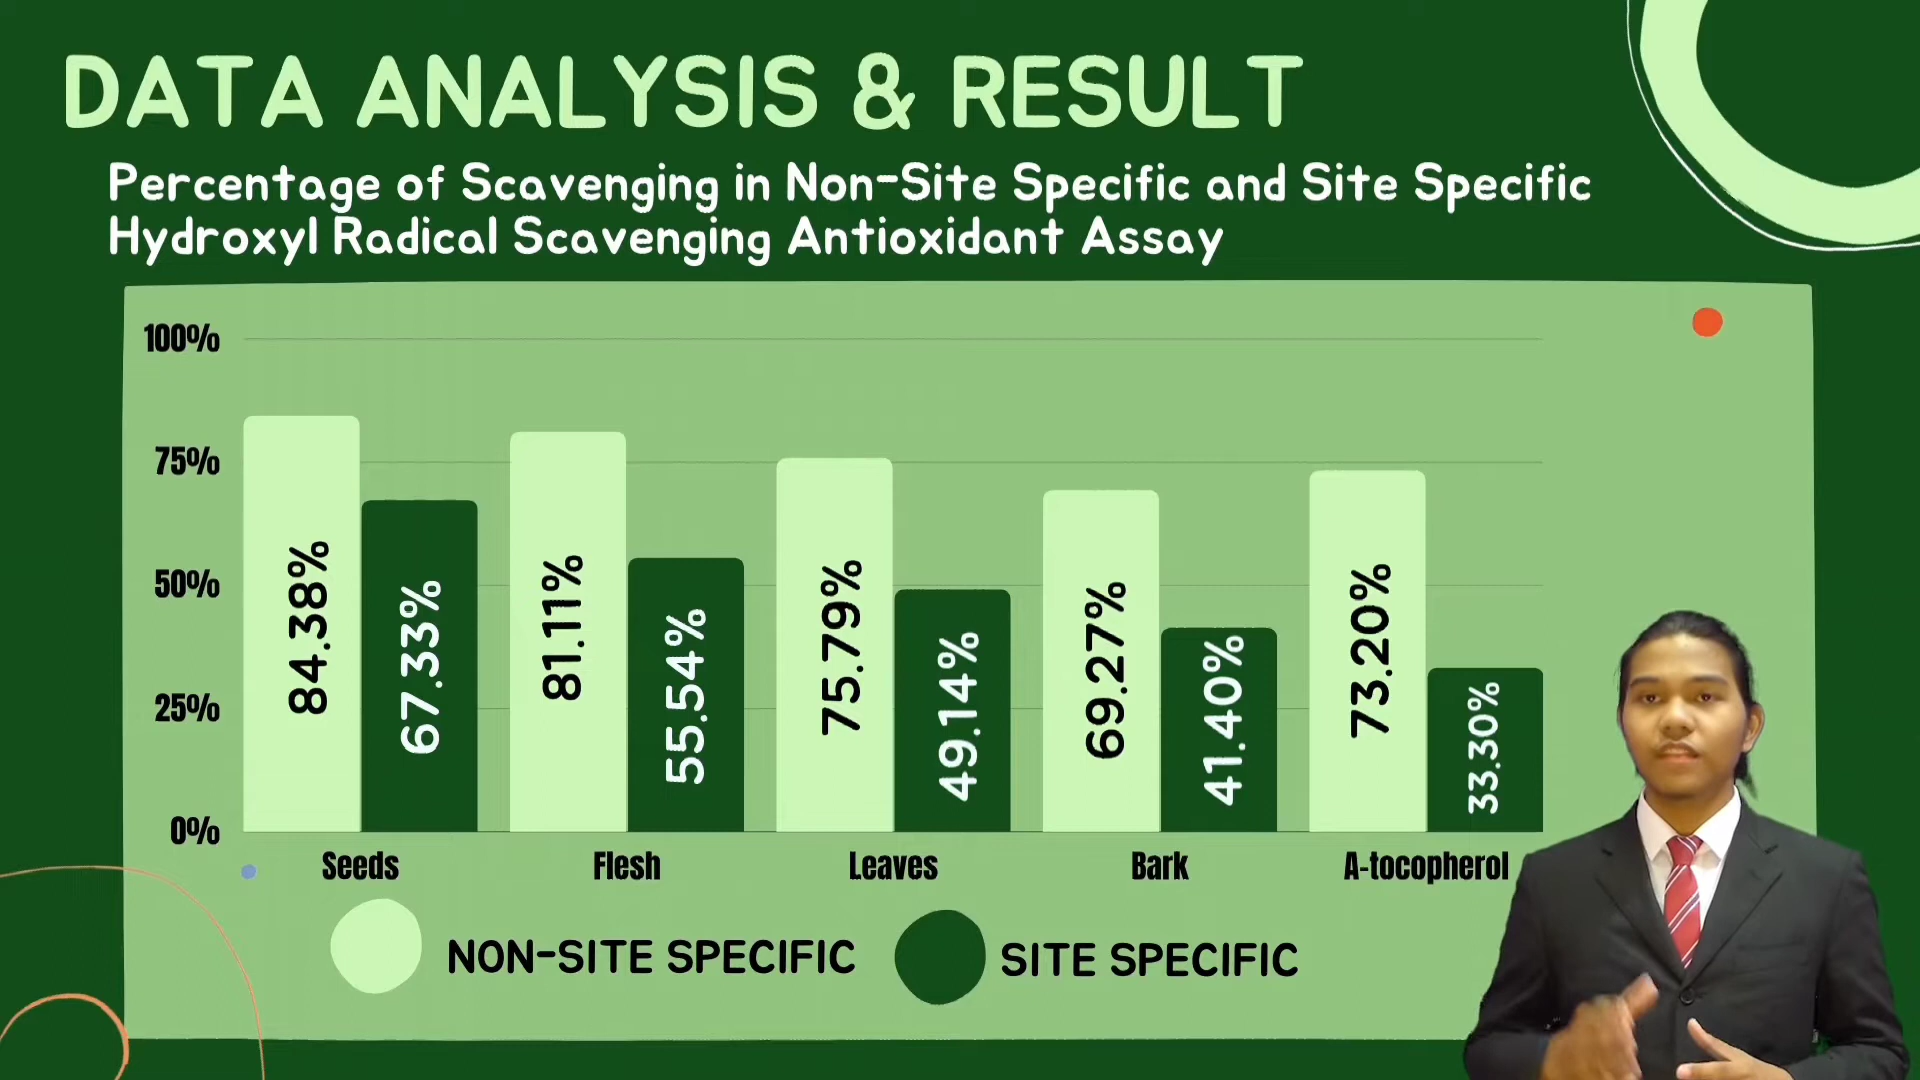 DATA ANALYSIS & RESULT
Percentage of Scavenging in Non-Site Specific and Site Specific
Hydroxyl Radical Scavenging Antioxidant Assay
100%
75%
50%
25%
0%
84.38%
67.33%
81.11%
55.54%
75.79%
49.14%
69.27%
41.40%
73.20%
33.30%
Seeds
Flesh
Leaves
Bark
A-tocopherol
NON-SITE SPECIFIC
SITE SPECIFIC